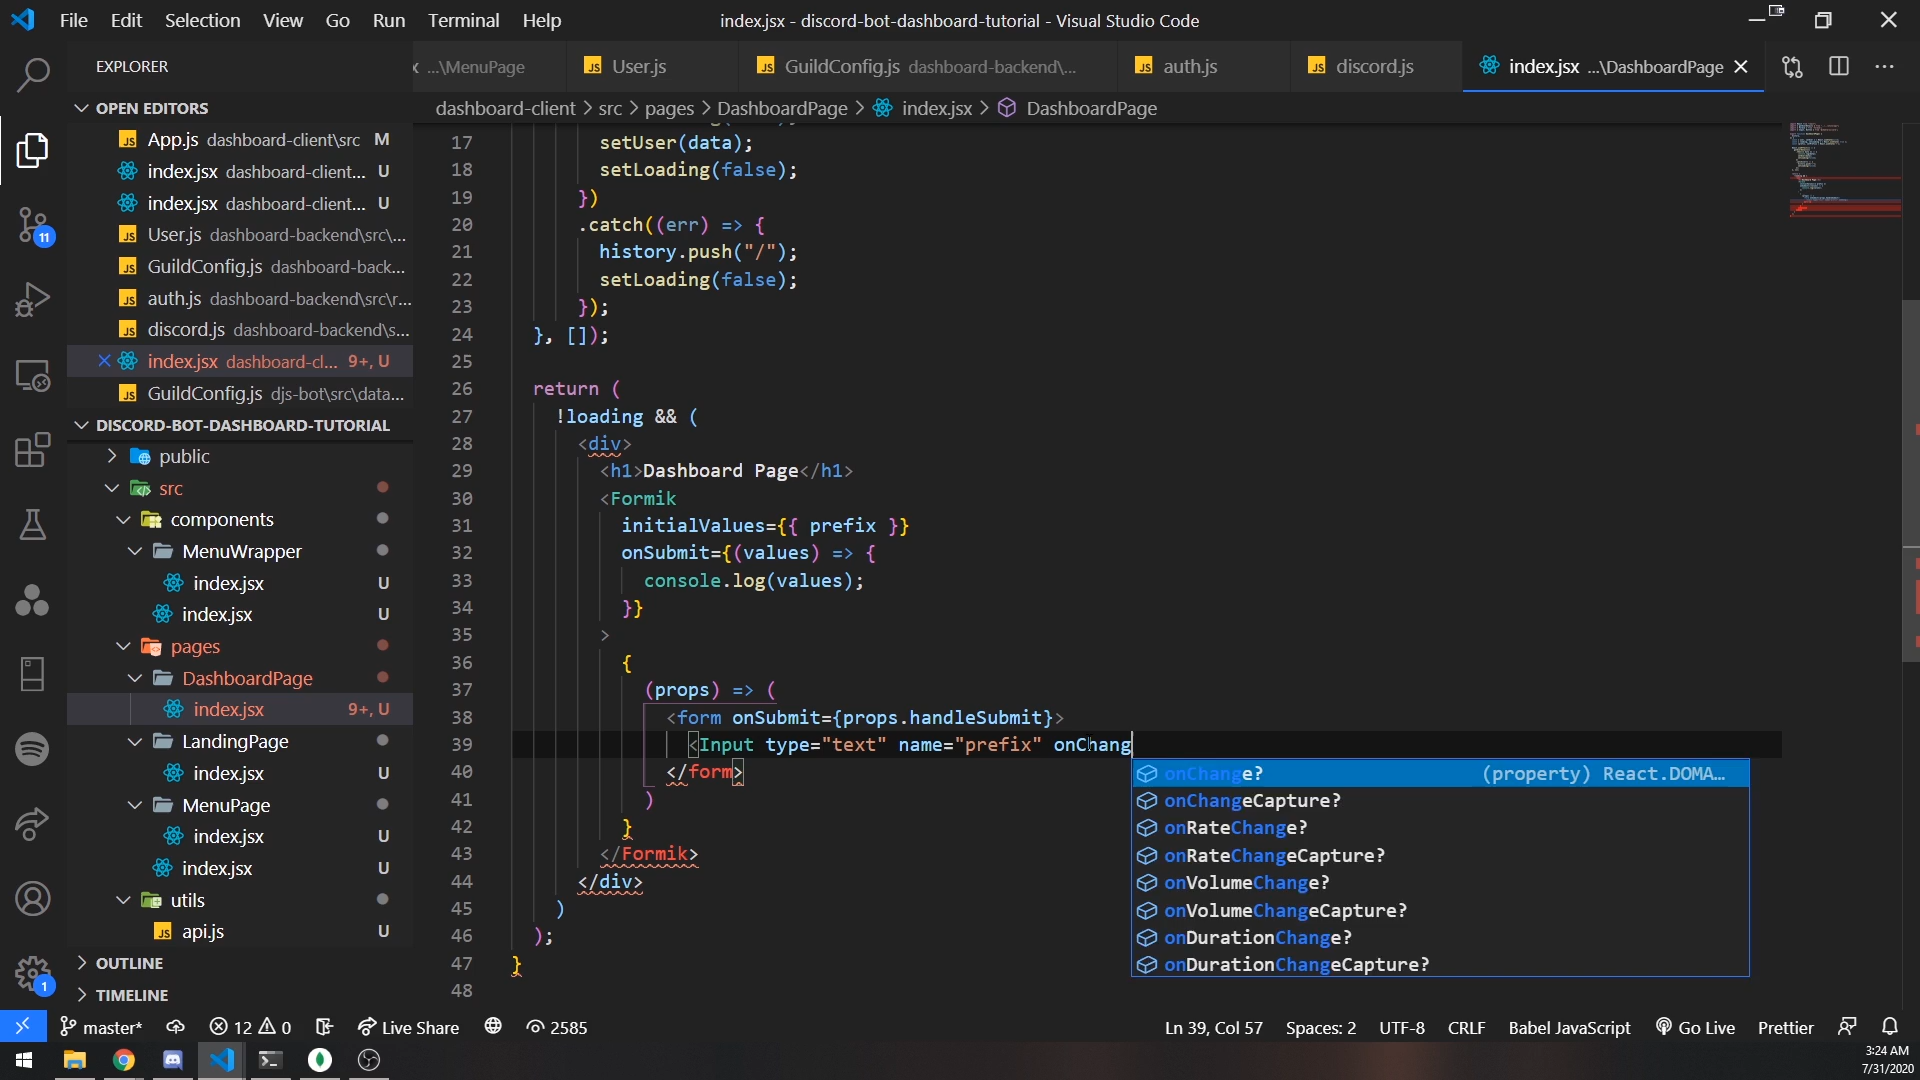 File Edit Selection View Go Run Terminal Help
index.jsx - discord-bot-dashboard-tutorial - Visual Studio Code
EXPLORER
...\MenuPage
User.js
GuildConfig.js dashboard-backend\...
auth.js
discord.js
index.jsx ...\DashboardPage
OPEN EDITORS
dashboard-client > src > pages > DashboardPage > index.jsx > DashboardPage
App.js dashboard-client\src M
index.jsx dashboard-client... U
index.jsx dashboard-client... U
User.js dashboard-backend\src\...
GuildConfig.js dashboard-back...
auth.js dashboard-backend\src\r...
discord.js dashboard-backend\s...
index.jsx dashboard-cl... 9+, U
GuildConfig.js djs-bot\src\data...
DISCORD-BOT-DASHBOARD-TUTORIAL
public
src
components
MenuWrapper
index.jsx U
index.jsx U
pages
DashboardPage
index.jsx 9+, U
LandingPage
index.jsx U
MenuPage
index.jsx U
index.jsx U
utils
api.js U
OUTLINE
TIMELINE
11
1
17 setUser(data);
18 setLoading(false);
19 })
20 .catch((err) => {
21 history.push("/");
22 setLoading(false);
23 });
24 }, []);
25
26 return (
27 !loading && (
28 <div>
29 <h1>Dashboard Page</h1>
30 <Formik
31 initialValues={{ prefix }}
32 onSubmit={(values) => {
33 console.log(values);
34 }}
35 >
36 {
37 (props) => (
38 <form onSubmit={props.handleSubmit}>
39 <Input type="text" name="prefix" onChang
40 </form>
41 )
42 }
43 </Formik>
44 </div>
45 )
46 );
47 }
48
onChange? (property) React.DOMA...
onChangeCapture?
onRateChange?
onRateChangeCapture?
onVolumeChange?
onVolumeChangeCapture?
onDurationChange?
onDurationChangeCapture?
master* 12 0 Live Share 2585 Ln 39, Col 57 Spaces: 2 UTF-8 CRLF Babel JavaScript Go Live Prettier
3:24 AM
7/31/2020